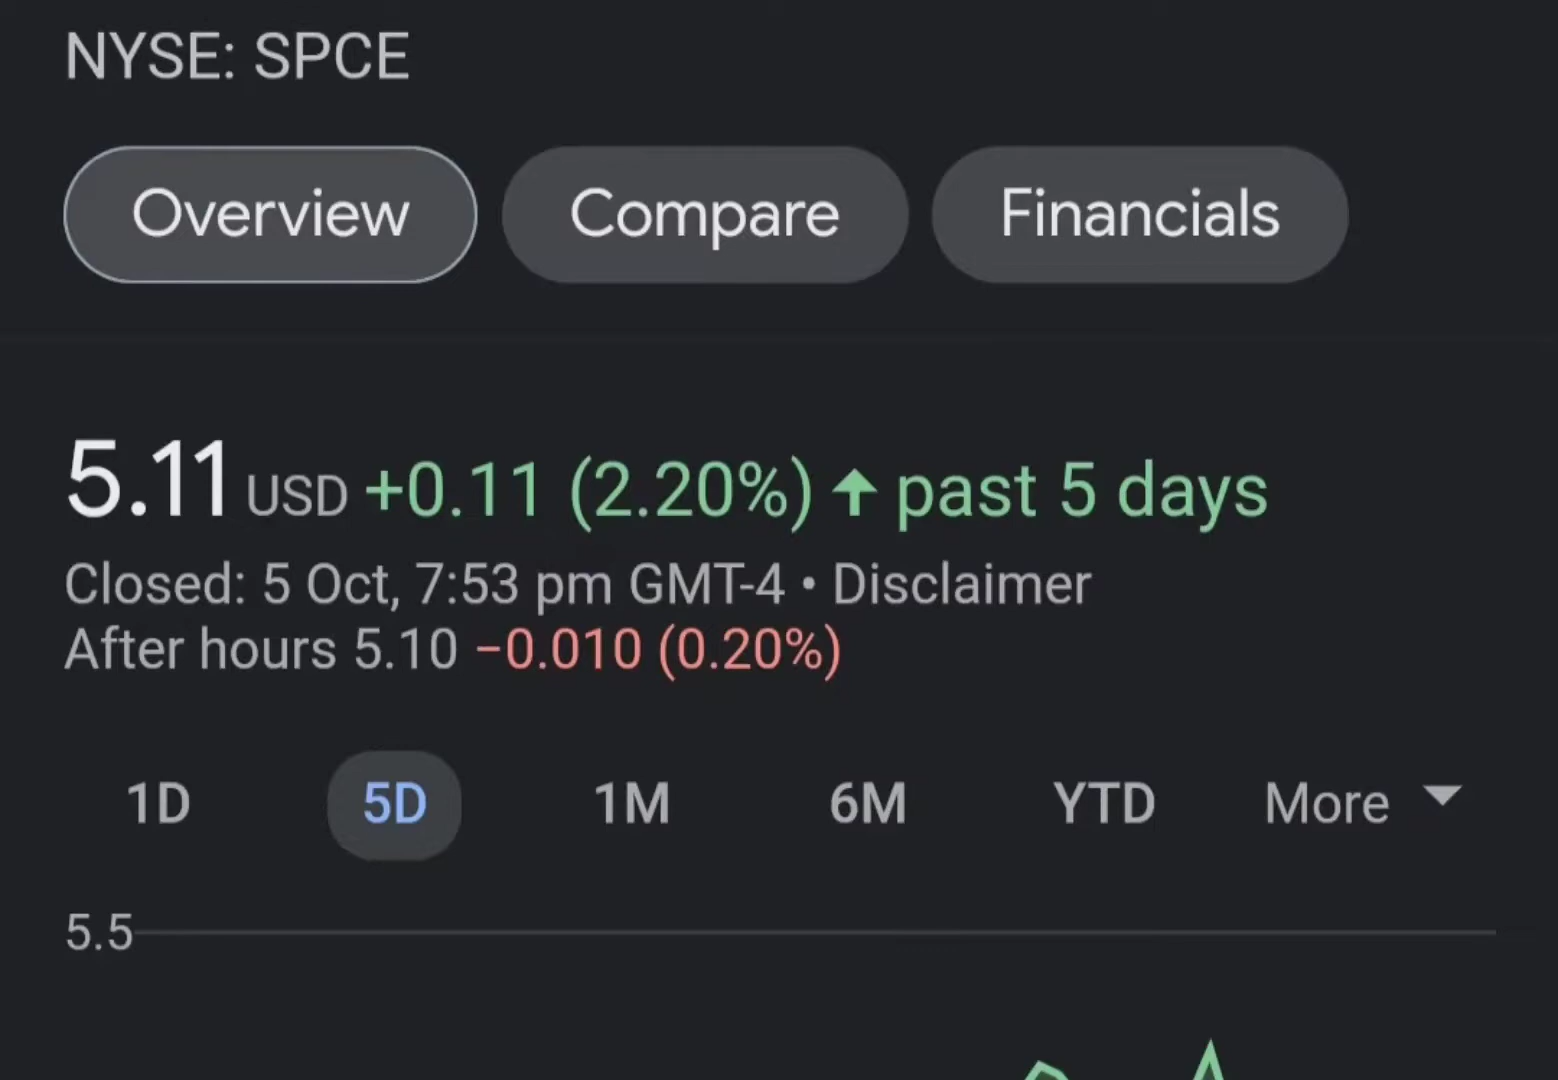 NYSE: SPCE
Overview Compare Financials
5.11 USD +0.11 (2.20%) ↑ past 5 days
Closed: 5 Oct, 7:53 pm GMT-4 • Disclaimer
After hours 5.10 −0.010 (0.20%)
1D 5D 1M 6M YTD More
5.5